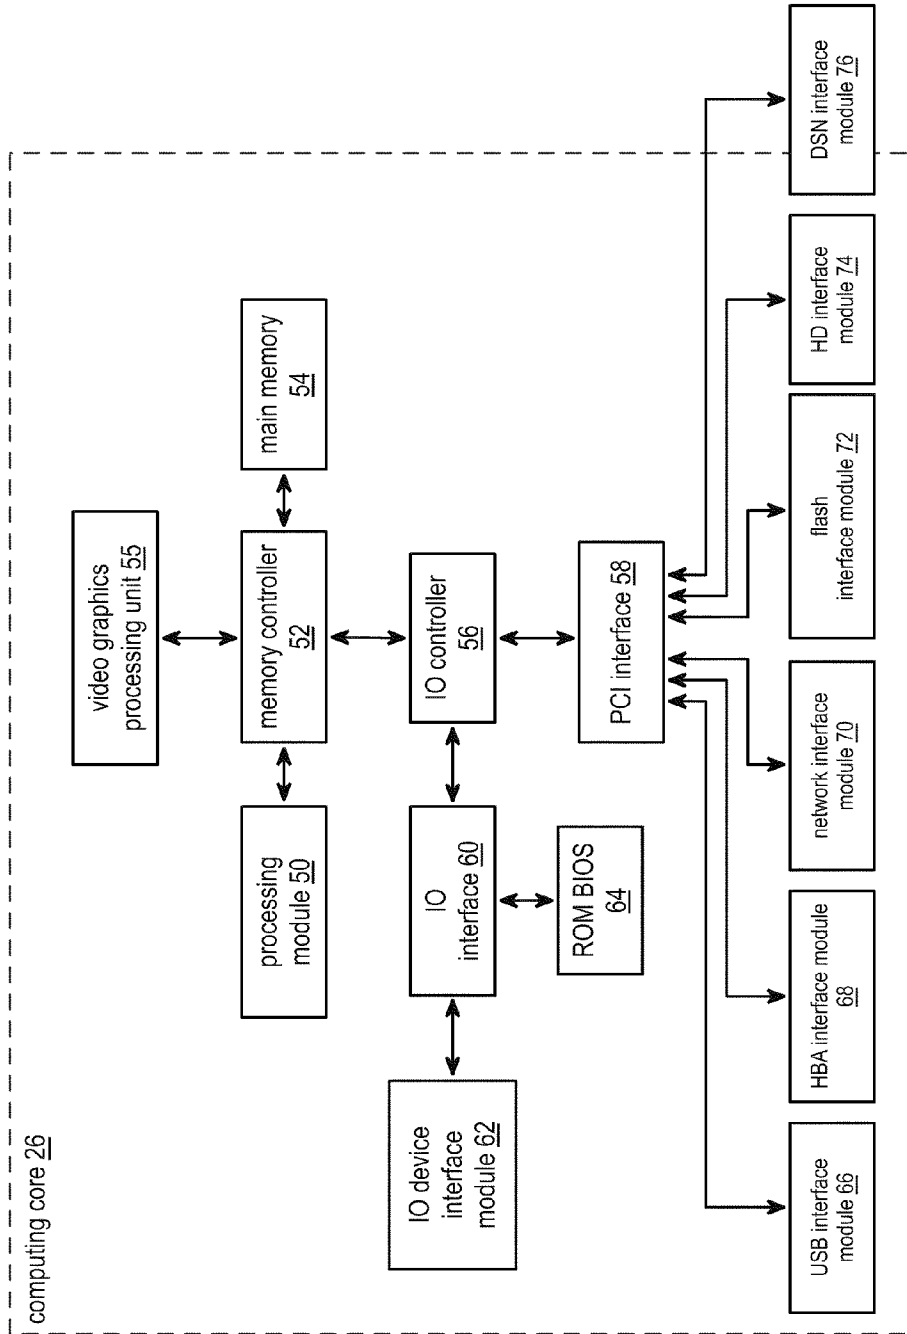 computing core 26
video graphics
processing unit 55
processing
module 50
memory controller
52
main memory
54
IO device
interface
module 62
IO
interface 60
IO controller
56
ROM BIOS
64
PCI interface 58
USB interface
module 66
HBA interface module
68
network interface
module 70
flash
interface module 72
HD interface
module 74
DSN interface
module 76